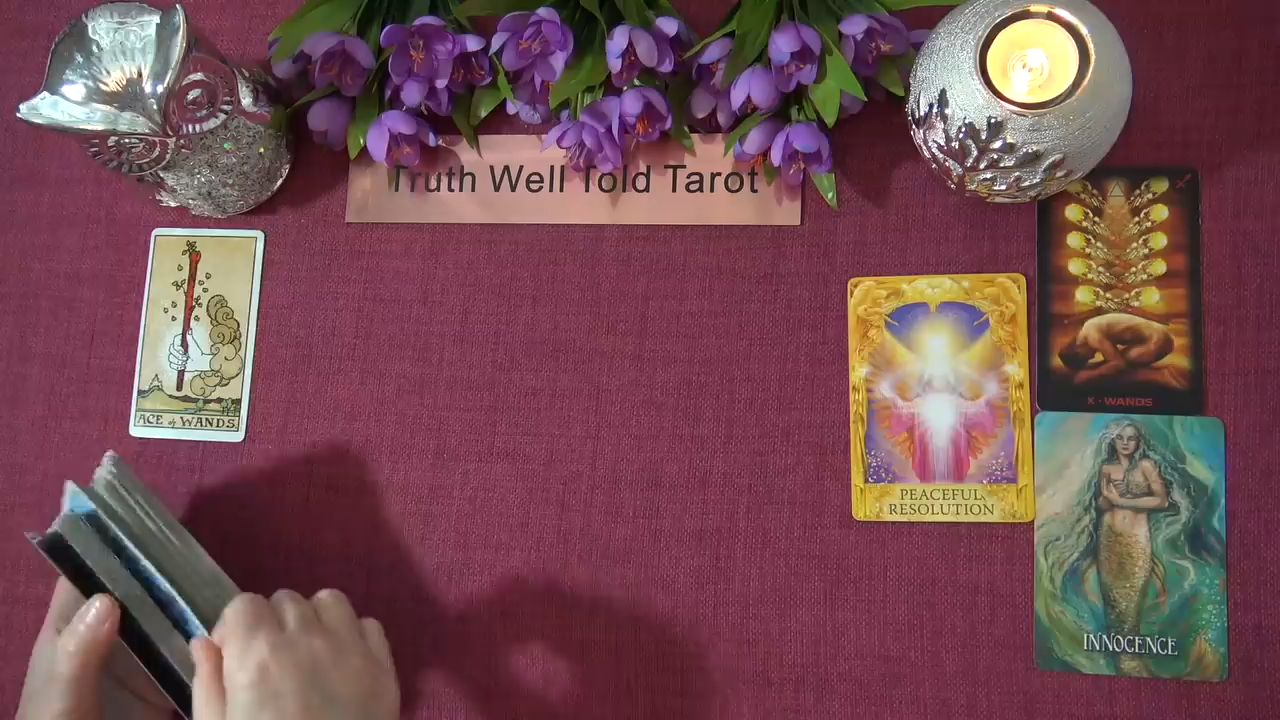 Truth Well Told Tarot
ACE of WANDS.
PEACEFUL
RESOLUTION
X · WANDS
INNOCENCE